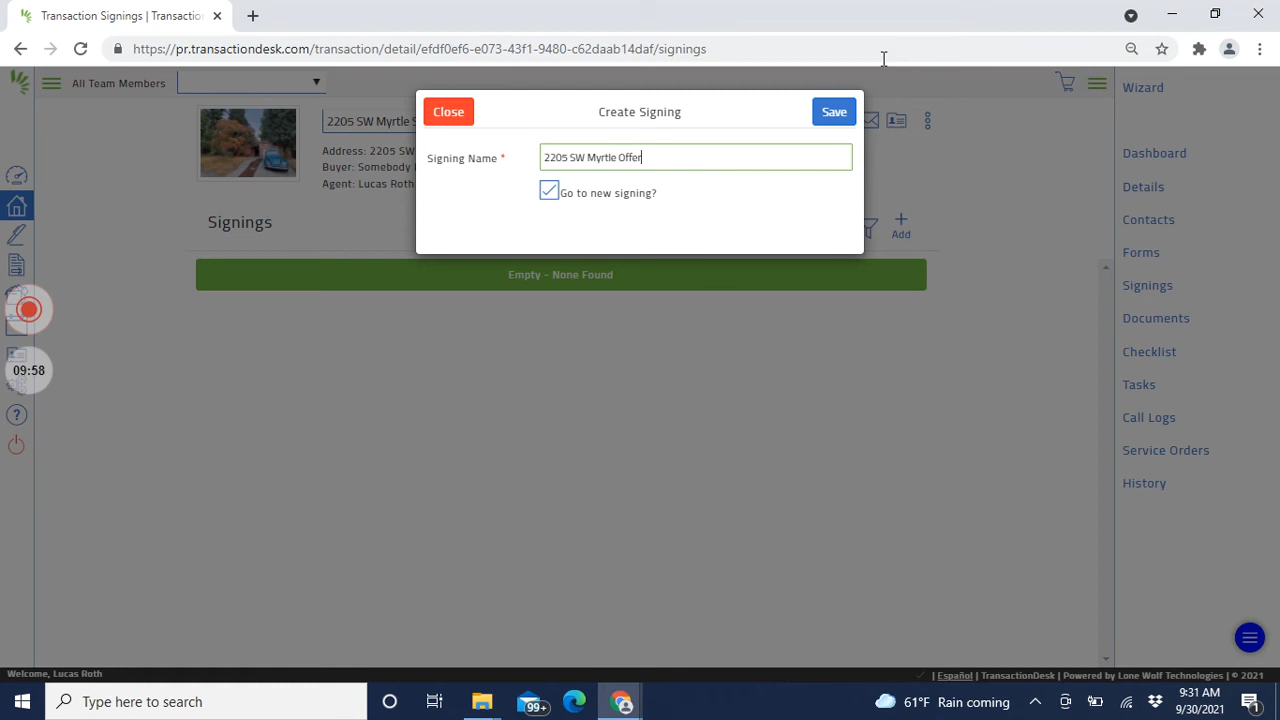 Transaction Signings | Transactio
https://pr.transactiondesk.com/transaction/detail/efdf0ef6-e073-43f1-9480-c62daab14daf/signings
All Team Members
Close
Create Signing
Save
Signing Name *
2205 SW Myrtle Offer
Go to new signing?
2205 SW Myrtle S
Address: 2205 SW
Buyer: Somebody
Agent: Lucas Roth
Signings
Add
Empty - None Found
09:58
Wizard
Dashboard
Details
Contacts
Forms
Signings
Documents
Checklist
Tasks
Call Logs
Service Orders
History
Welcome, Lucas Roth
| Español | TransactionDesk | Powered by Lone Wolf Technologies | © 2021
Type here to search
99+
61°F Rain coming
9:31 AM
9/30/2021
1